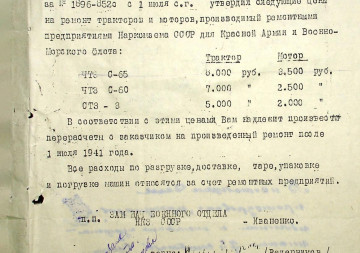 ва № 1896-852с с 1 июля с.г. утвердил следующие цены
на ремонт тракторов и моторов, производимый ремонтными
предприятиями Наркомзема СССР для Красной Армии и Военно-
Морского Флота:
Трактор Мотор
ЧТЗ С-65 8.000 руб. 3.500 руб.
ЧТЗ С-60 7.000 " 2.500 "
СТЗ - 3 5.000 " 2.000 "
В соответствии с этими ценами Вам надлежит произвести
перерасчеты с заказчиком на произведенный ремонт после
1 июля 1941 года.
Все расходы по разгрузке, доставке, таре, упаковке
и погрузке машин относятся за счет ремонтных предприятий.
п.п. ЗАМ НАЧ ВОЕННОГО ОТДЕЛА
НКЗ СССР - Иваненко.